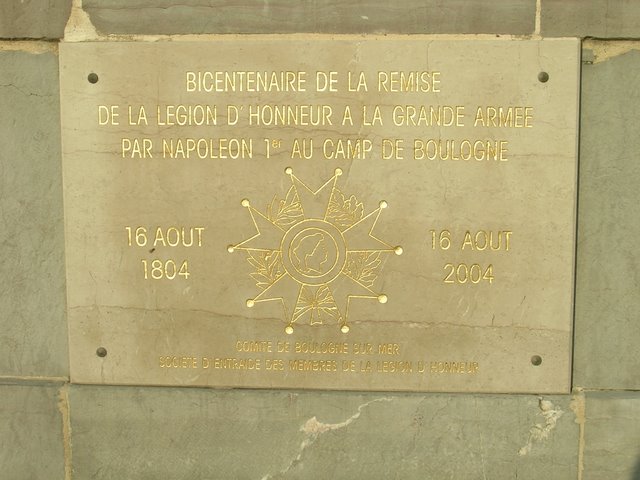 BICENTENAIRE DE LA REMISE
DE LA LEGION D'HONNEUR A LA GRANDE ARMEE
PAR NAPOLEON 1er AU CAMP DE BOULOGNE
16 AOUT
1804
16 AOUT
2004
COMITE DE BOULOGNE SUR MER
SOCIETE D'ENTRAIDE DES MEMBRES DE LA LEGION D'HONNEUR